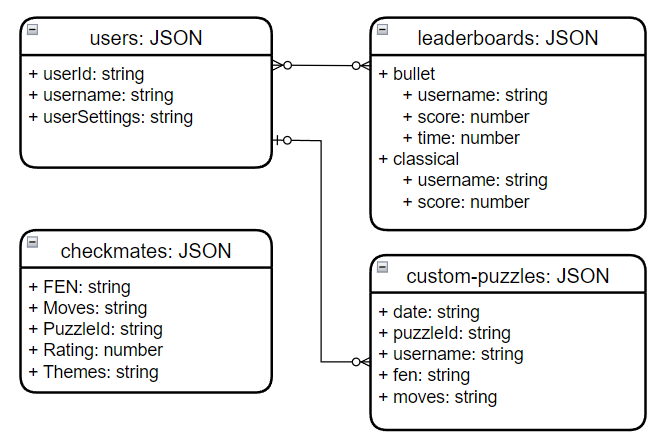 users: JSON
+ userId: string
+ username: string
+ userSettings: string
leaderboards: JSON
+ bullet
+ username: string
+ score: number
+ time: number
+ classical
+ username: string
+ score: number
checkmates: JSON
+ FEN: string
+ Moves: string
+ PuzzleId: string
+ Rating: number
+ Themes: string
custom-puzzles: JSON
+ date: string
+ puzzleId: string
+ username: string
+ fen: string
+ moves: string